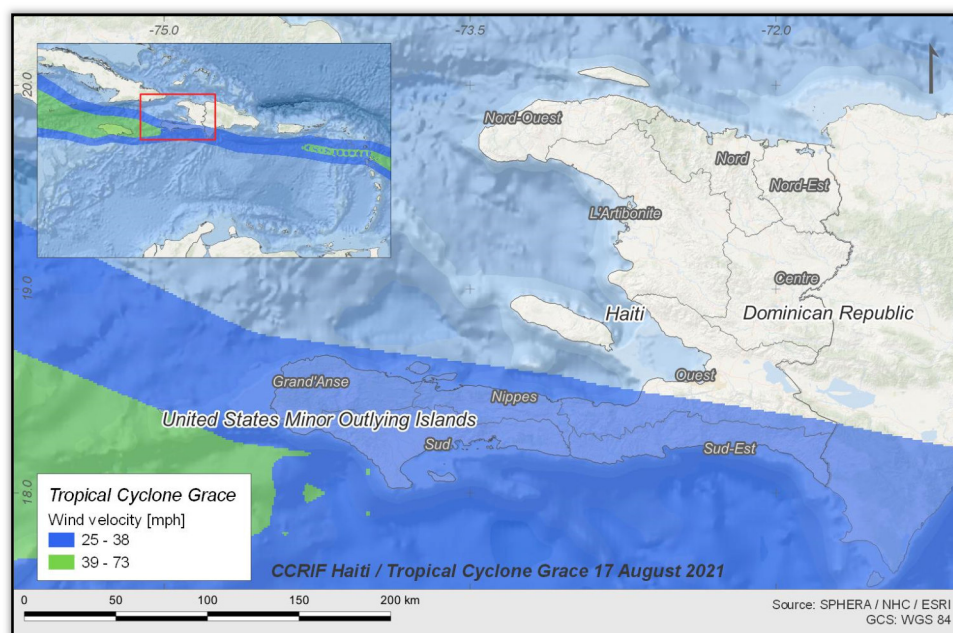 -75.0
-73.5
-72.0
20.0
Nord-Ouest
Nord
Nord-Est
L'Artibonite
19.0
Centre
Haiti
Dominican Republic
Grand'Anse
Ouest
Nippes
United States Minor Outlying Islands
Sud
Sud-Est
18.0
Tropical Cyclone Grace
Wind velocity [mph]
25 - 38
39 - 73
CCRIF Haiti / Tropical Cyclone Grace 17 August 2021
0 50 100 150 200 km
Source: SPHERA / NHC / ESRI
GCS: WGS 84